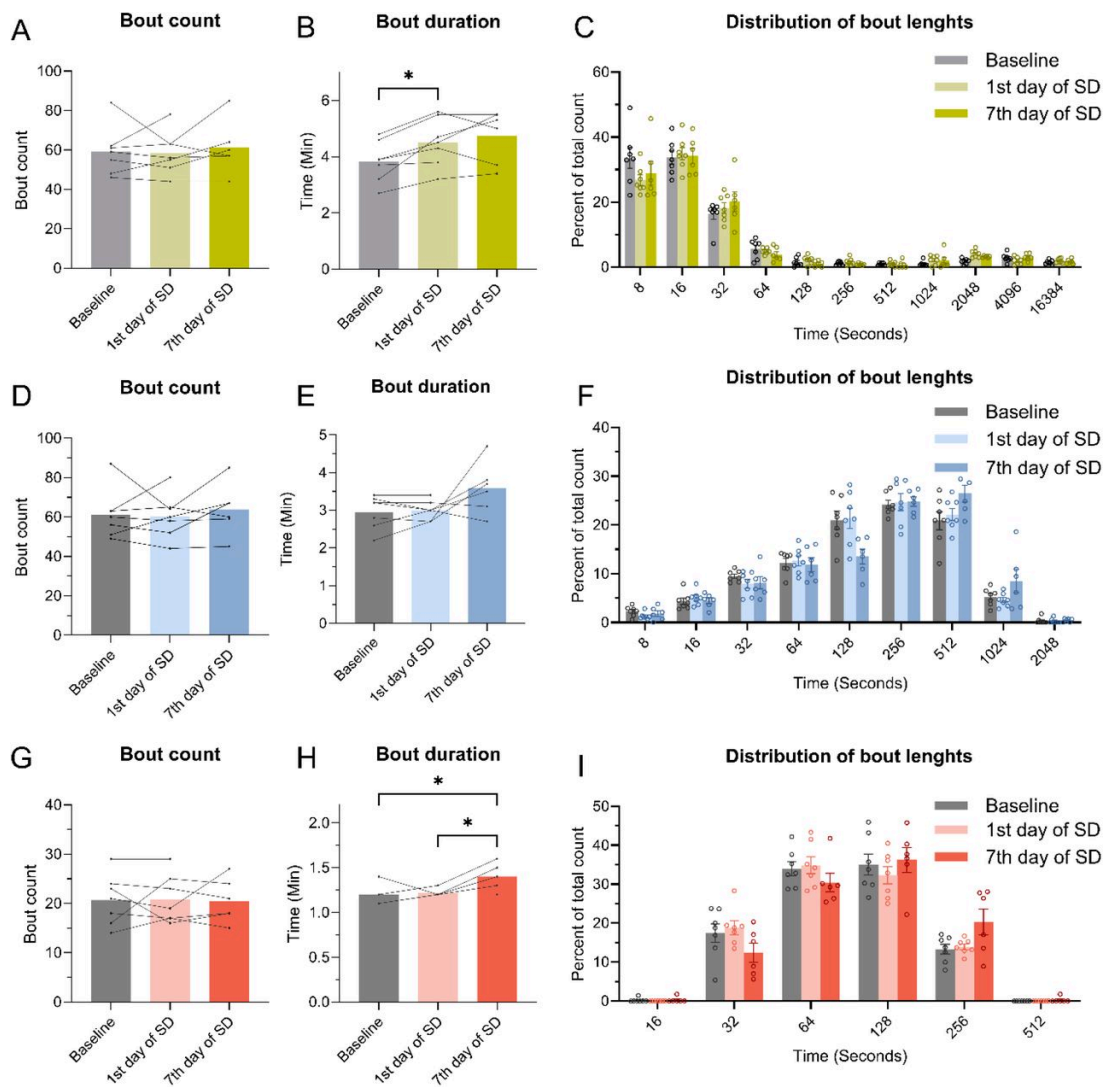 A
Bout count
Bout count
100
80
60
40
20
0
Baseline
1st day of SD
7th day of SD
B
Bout duration
*
Time (Min)
6
4
2
0
Baseline
1st day of SD
7th day of SD
C
Distribution of bout lenghts
Baseline
1st day of SD
7th day of SD
Percent of total count
60
40
20
0
8
16
32
64
128
256
512
1024
2048
4096
16384
Time (Seconds)
D
Bout count
Bout count
100
80
60
40
20
0
Baseline
1st day of SD
7th day of SD
E
Bout duration
Time (Min)
5
4
3
2
1
0
Baseline
1st day of SD
7th day of SD
F
Distribution of bout lenghts
Baseline
1st day of SD
7th day of SD
Percent of total count
40
30
20
10
0
8
16
32
64
128
256
512
1024
2048
Time (Seconds)
G
Bout count
Bout count
40
30
20
10
0
Baseline
1st day of SD
7th day of SD
H
Bout duration
*
*
Time (Min)
2.0
1.5
1.0
0.5
0.0
Baseline
1st day of SD
7th day of SD
I
Distribution of bout lenghts
Baseline
1st day of SD
7th day of SD
Percent of total count
50
40
30
20
10
0
16
32
64
128
256
512
Time (Seconds)